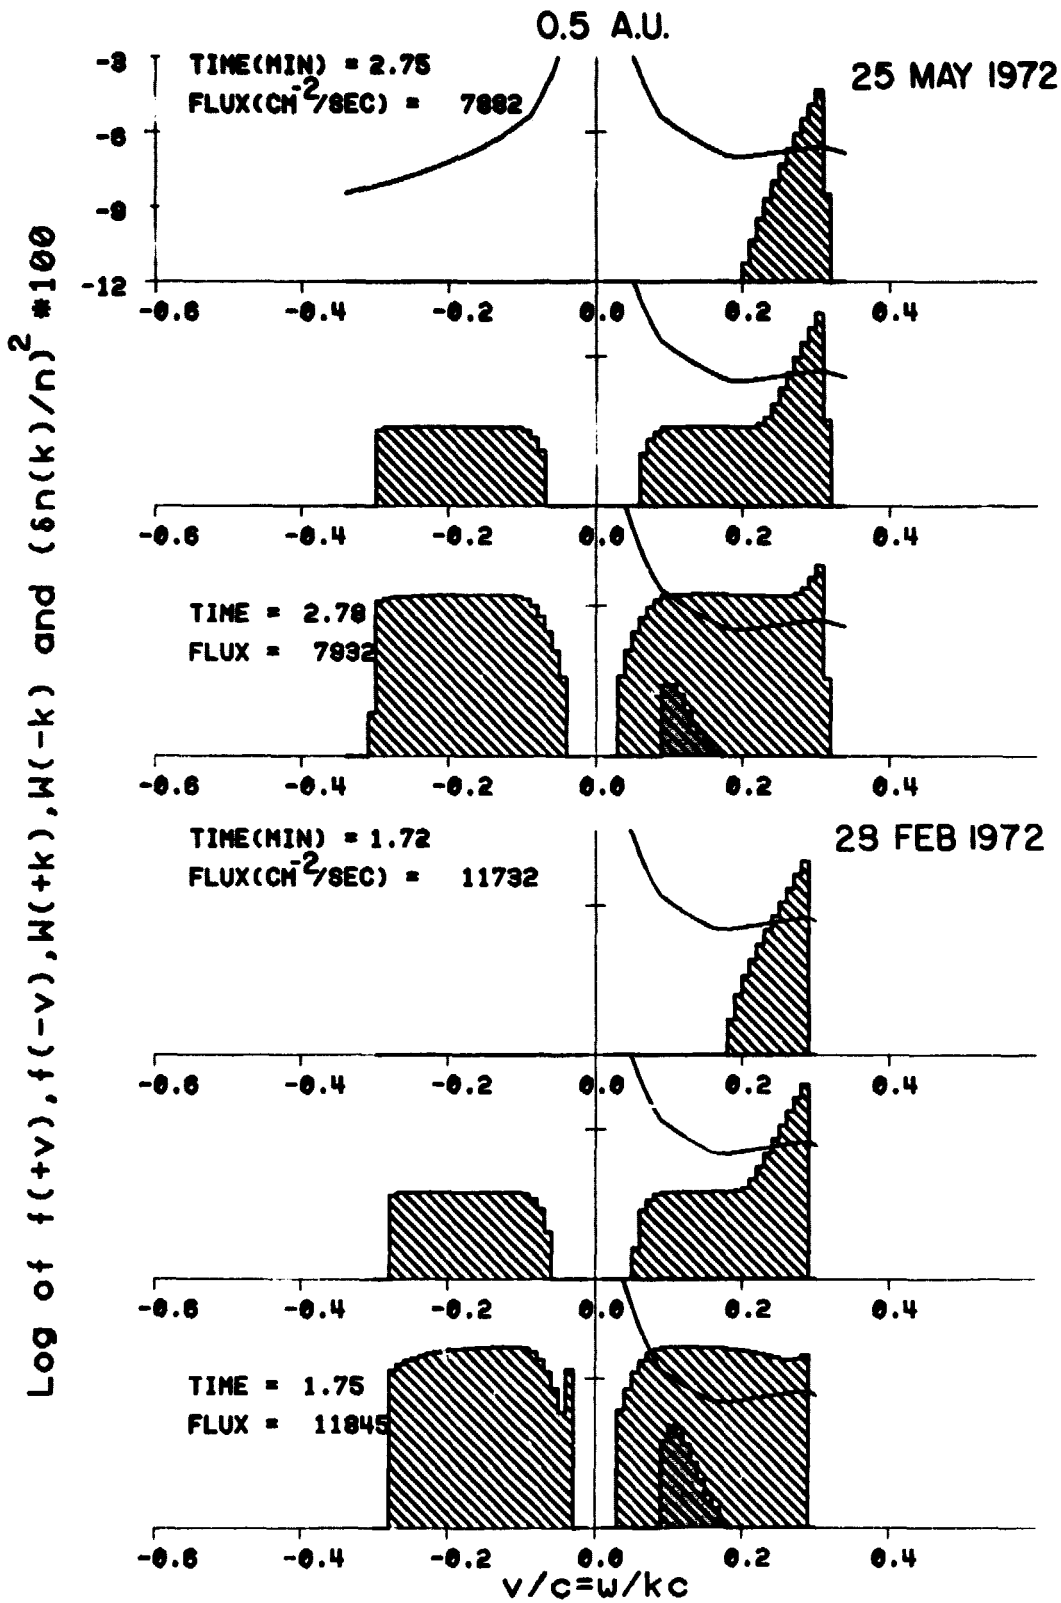 0.5 A.U.
25 MAY 1972
TIME(MIN) = 2.75
FLUX(CM^-2/SEC) = 7882
-3
-6
-9
-12
-0.6 -0.4 -0.2 0.0 0.2 0.4
-0.6 -0.4 -0.2 0.0 0.2 0.4
TIME = 2.78
FLUX = 7932
-0.6 -0.4 -0.2 0.0 0.2 0.4
TIME(MIN) = 1.72
FLUX(CM^-2/SEC) = 11732
-0.6 -0.4 -0.2 0.0 0.2 0.4
-0.6 -0.4 -0.2 0.0 0.2 0.4
TIME = 1.75
FLUX = 11845
-0.6 -0.4 -0.2 0.0 0.2 0.4
v/c=w/kc
Log of f(+v),f(-v),W(+k),W(-k) and (δn(k)/n)^2 *100